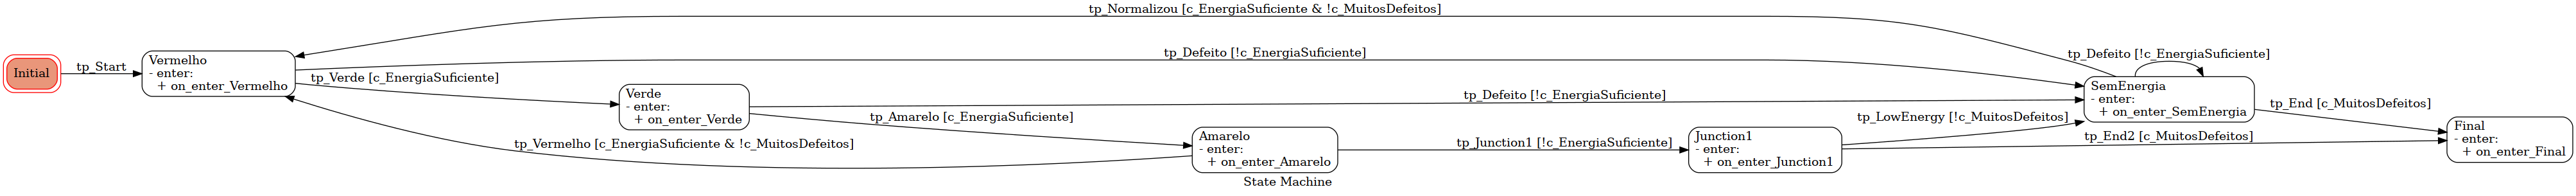 tp_Normalizou [c_EnergiaSuficiente & !c_MuitosDefeitos]
Initial
tp_Start
Vermelho
- enter:
+ on_enter_Vermelho
tp_Defeito [!c_EnergiaSuficiente]
tp_Verde [c_EnergiaSuficiente]
Verde
- enter:
+ on_enter_Verde
tp_Defeito [!c_EnergiaSuficiente]
tp_Amarelo [c_EnergiaSuficiente]
tp_Vermelho [c_EnergiaSuficiente & !c_MuitosDefeitos]
Amarelo
- enter:
+ on_enter_Amarelo
tp_Junction1 [!c_EnergiaSuficiente]
Junction1
- enter:
+ on_enter_Junction1
tp_LowEnergy [!c_MuitosDefeitos]
tp_End2 [c_MuitosDefeitos]
tp_Defeito [!c_EnergiaSuficiente]
SemEnergia
- enter:
+ on_enter_SemEnergia
tp_End [c_MuitosDefeitos]
Final
- enter:
+ on_enter_Final
State Machine